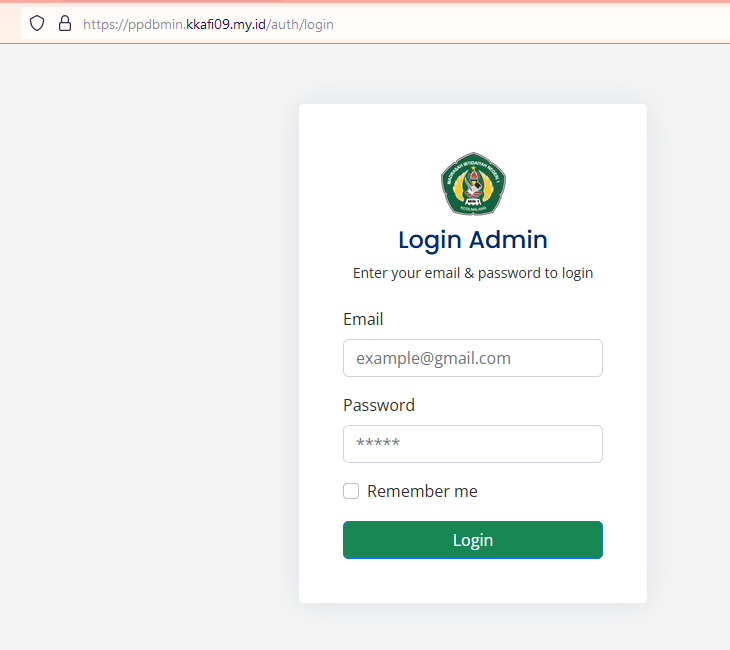 https://ppdbmin.kkafi09.my.id/auth/login
MADRASAH IBTIDAIYAH NEGERI 1
KOTA MALANG
Login Admin
Enter your email & password to login
Email
example@gmail.com
Password
*****
Remember me
Login